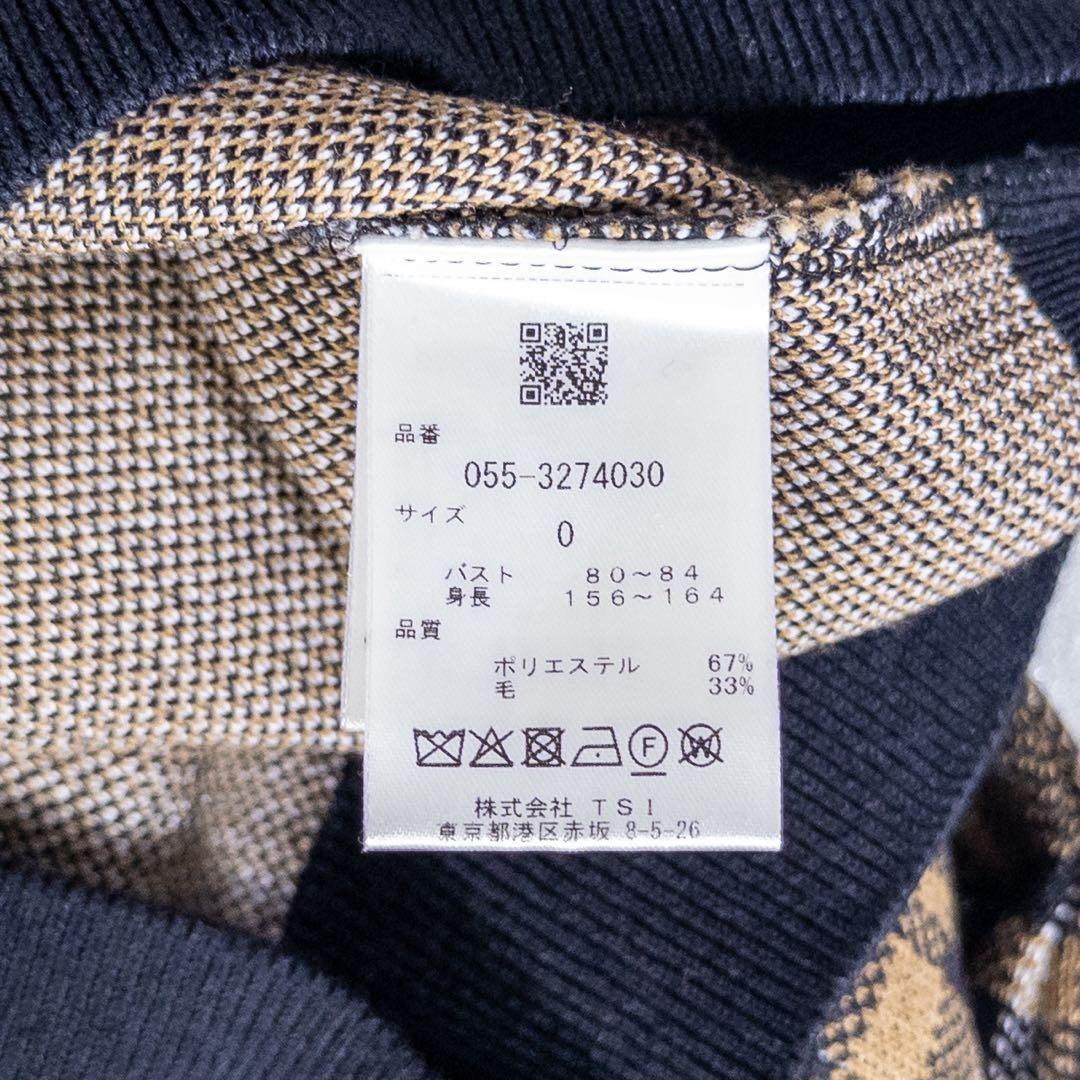 品番
055-3274030
サイズ
0
バスト 80～84
身長 156～164
品質
ポリエステル 67%
毛 33%
F W
株式会社 TSI
東京都港区赤坂 8-5-26